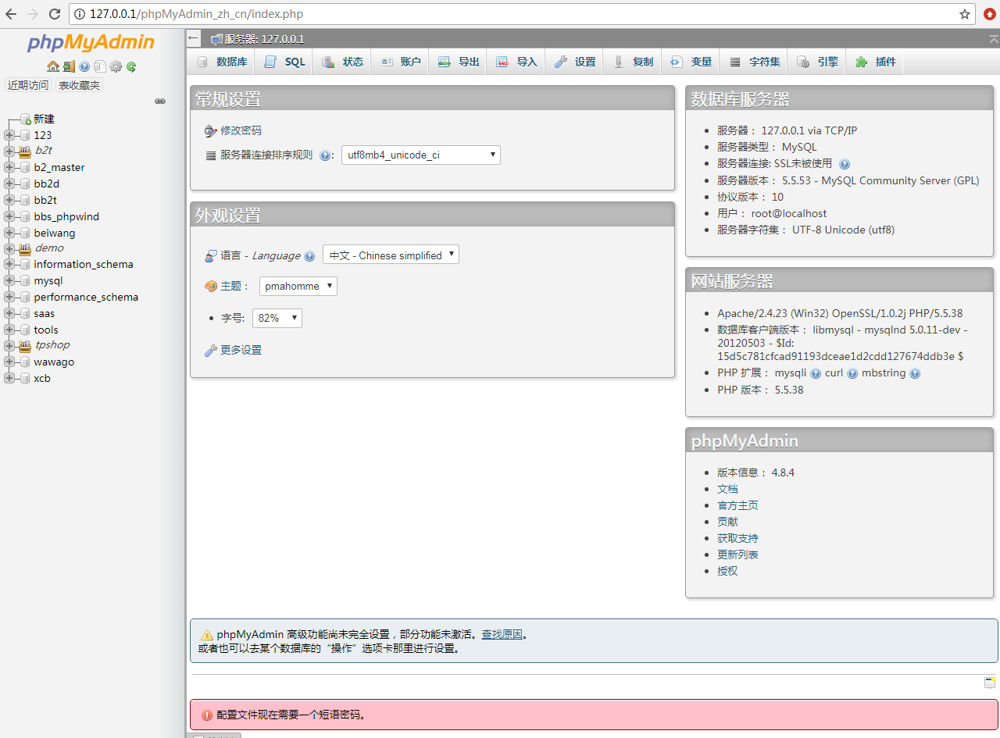 127.0.0.1/phpMyAdmin_zh_cn/index.php
phpMyAdmin
近期访问 表收藏夹
新建
123
b2t
b2_master
bb2d
bb2t
bbs_phpwind
beiwang
demo
information_schema
mysql
performance_schema
saas
tools
tpshop
wawago
xcb
服务器: 127.0.0.1
数据库 SQL 状态 账户 导出 导入 设置 复制 变量 字符集 引擎 插件
常规设置
修改密码
服务器连接排序规则 : utf8mb4_unicode_ci
外观设置
语言 - Language 中文 - Chinese simplified
主题： pmahomme
字号: 82%
更多设置
数据库服务器
服务器： 127.0.0.1 via TCP/IP
服务器类型： MySQL
服务器连接: SSL未被使用
服务器版本： 5.5.53 - MySQL Community Server (GPL)
协议版本： 10
用户： root@localhost
服务器字符集： UTF-8 Unicode (utf8)
网站服务器
Apache/2.4.23 (Win32) OpenSSL/1.0.2j PHP/5.5.38
数据库客户端版本： libmysql - mysqlnd 5.0.11-dev -
20120503 - $Id:
15d5c781cfcad91193dceae1d2cdd127674ddb3e $
PHP 扩展： mysqli curl mbstring
PHP 版本： 5.5.38
phpMyAdmin
版本信息： 4.8.4
文档
官方主页
贡献
获取支持
更新列表
授权
phpMyAdmin 高级功能尚未完全设置，部分功能未激活。查找原因。
或者也可以去某个数据库的“操作”选项卡那里进行设置。
配置文件现在需要一个短语密码。